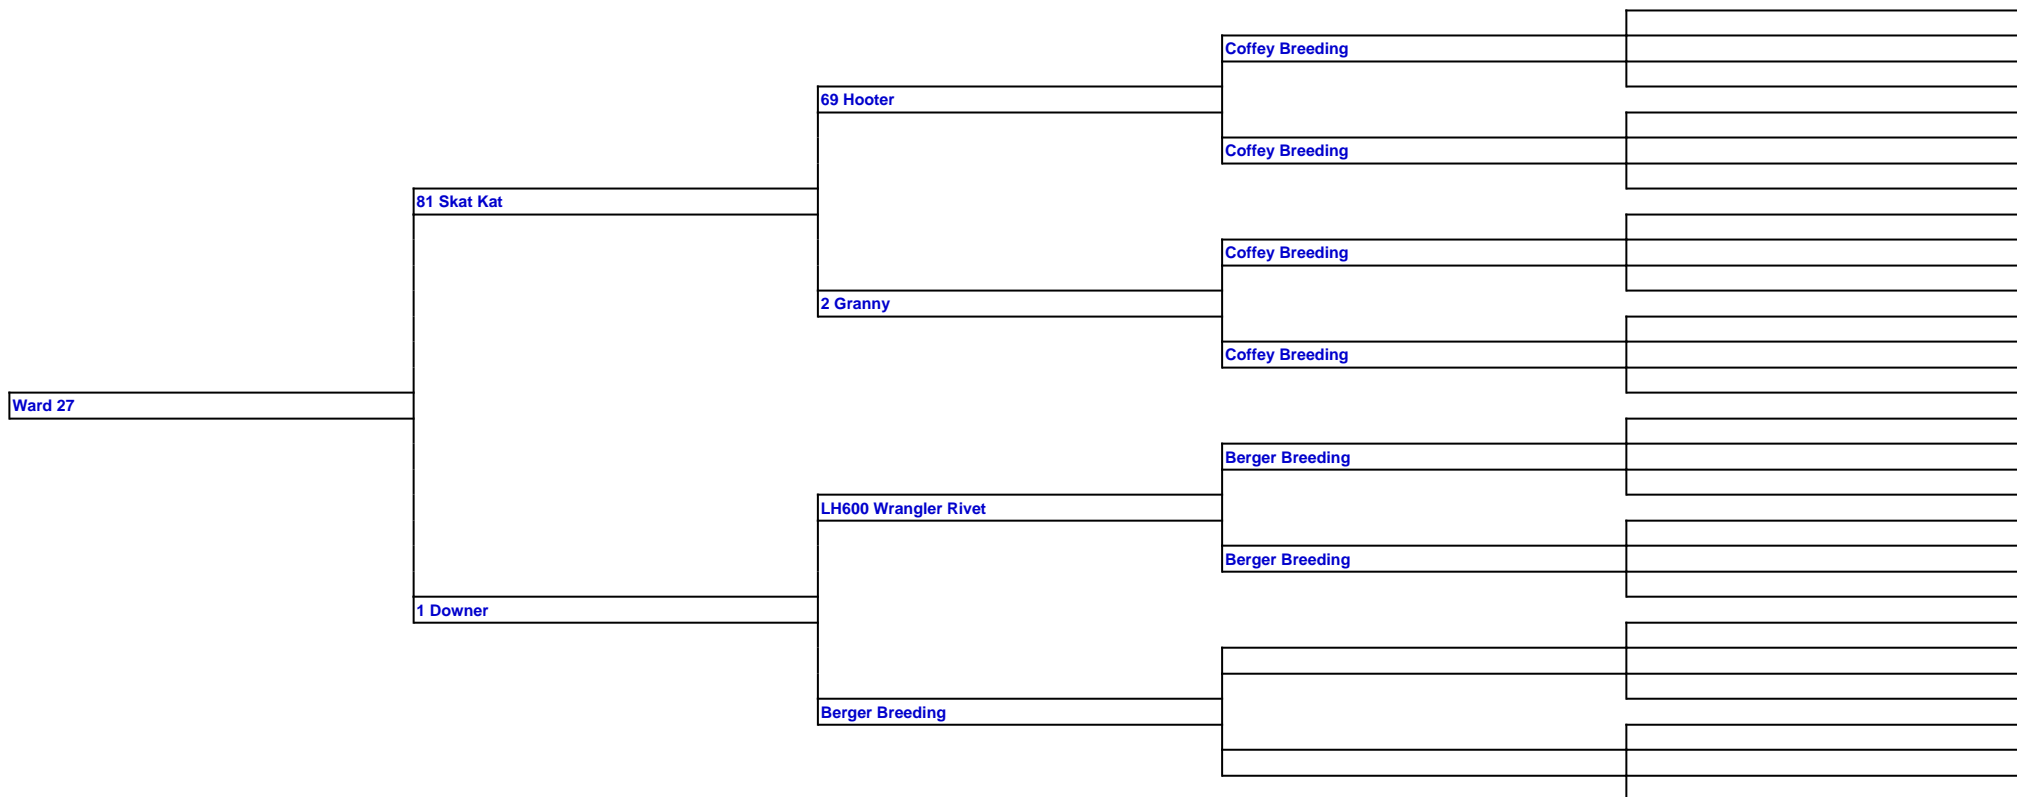 Coffey Breeding
69 Hooter
Coffey Breeding
81 Skat Kat
Coffey Breeding
2 Granny
Coffey Breeding
Ward 27
Berger Breeding
LH600 Wrangler Rivet
Berger Breeding
1 Downer
Berger Breeding